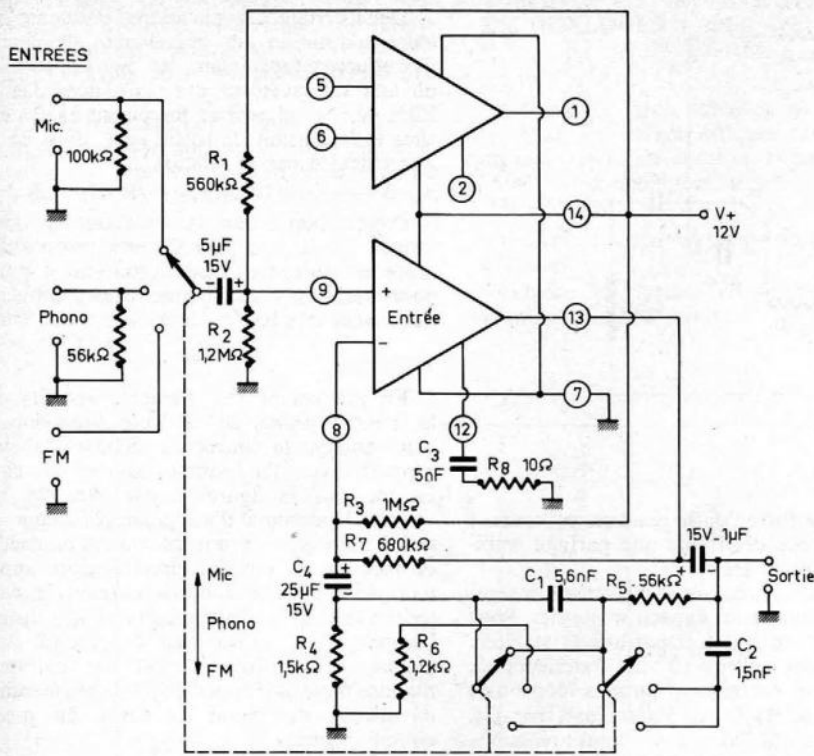 ENTRÉES
Mic.
100kΩ
R1
560kΩ
5µF
15V
R2
1,2MΩ
Phono
56kΩ
FM
5
6
1
2
14
V+
12V
9
+
Entrée
13
-
8
12
7
C3
5nF
R8 10Ω
R3 1MΩ
R7 680kΩ
15V 1µF
Sortie
C4
25µF
15V
C1 5,6nF
R5 56kΩ
C2
1,5nF
R4
1,5kΩ
R6
1,2kΩ
Mic
Phono
FM